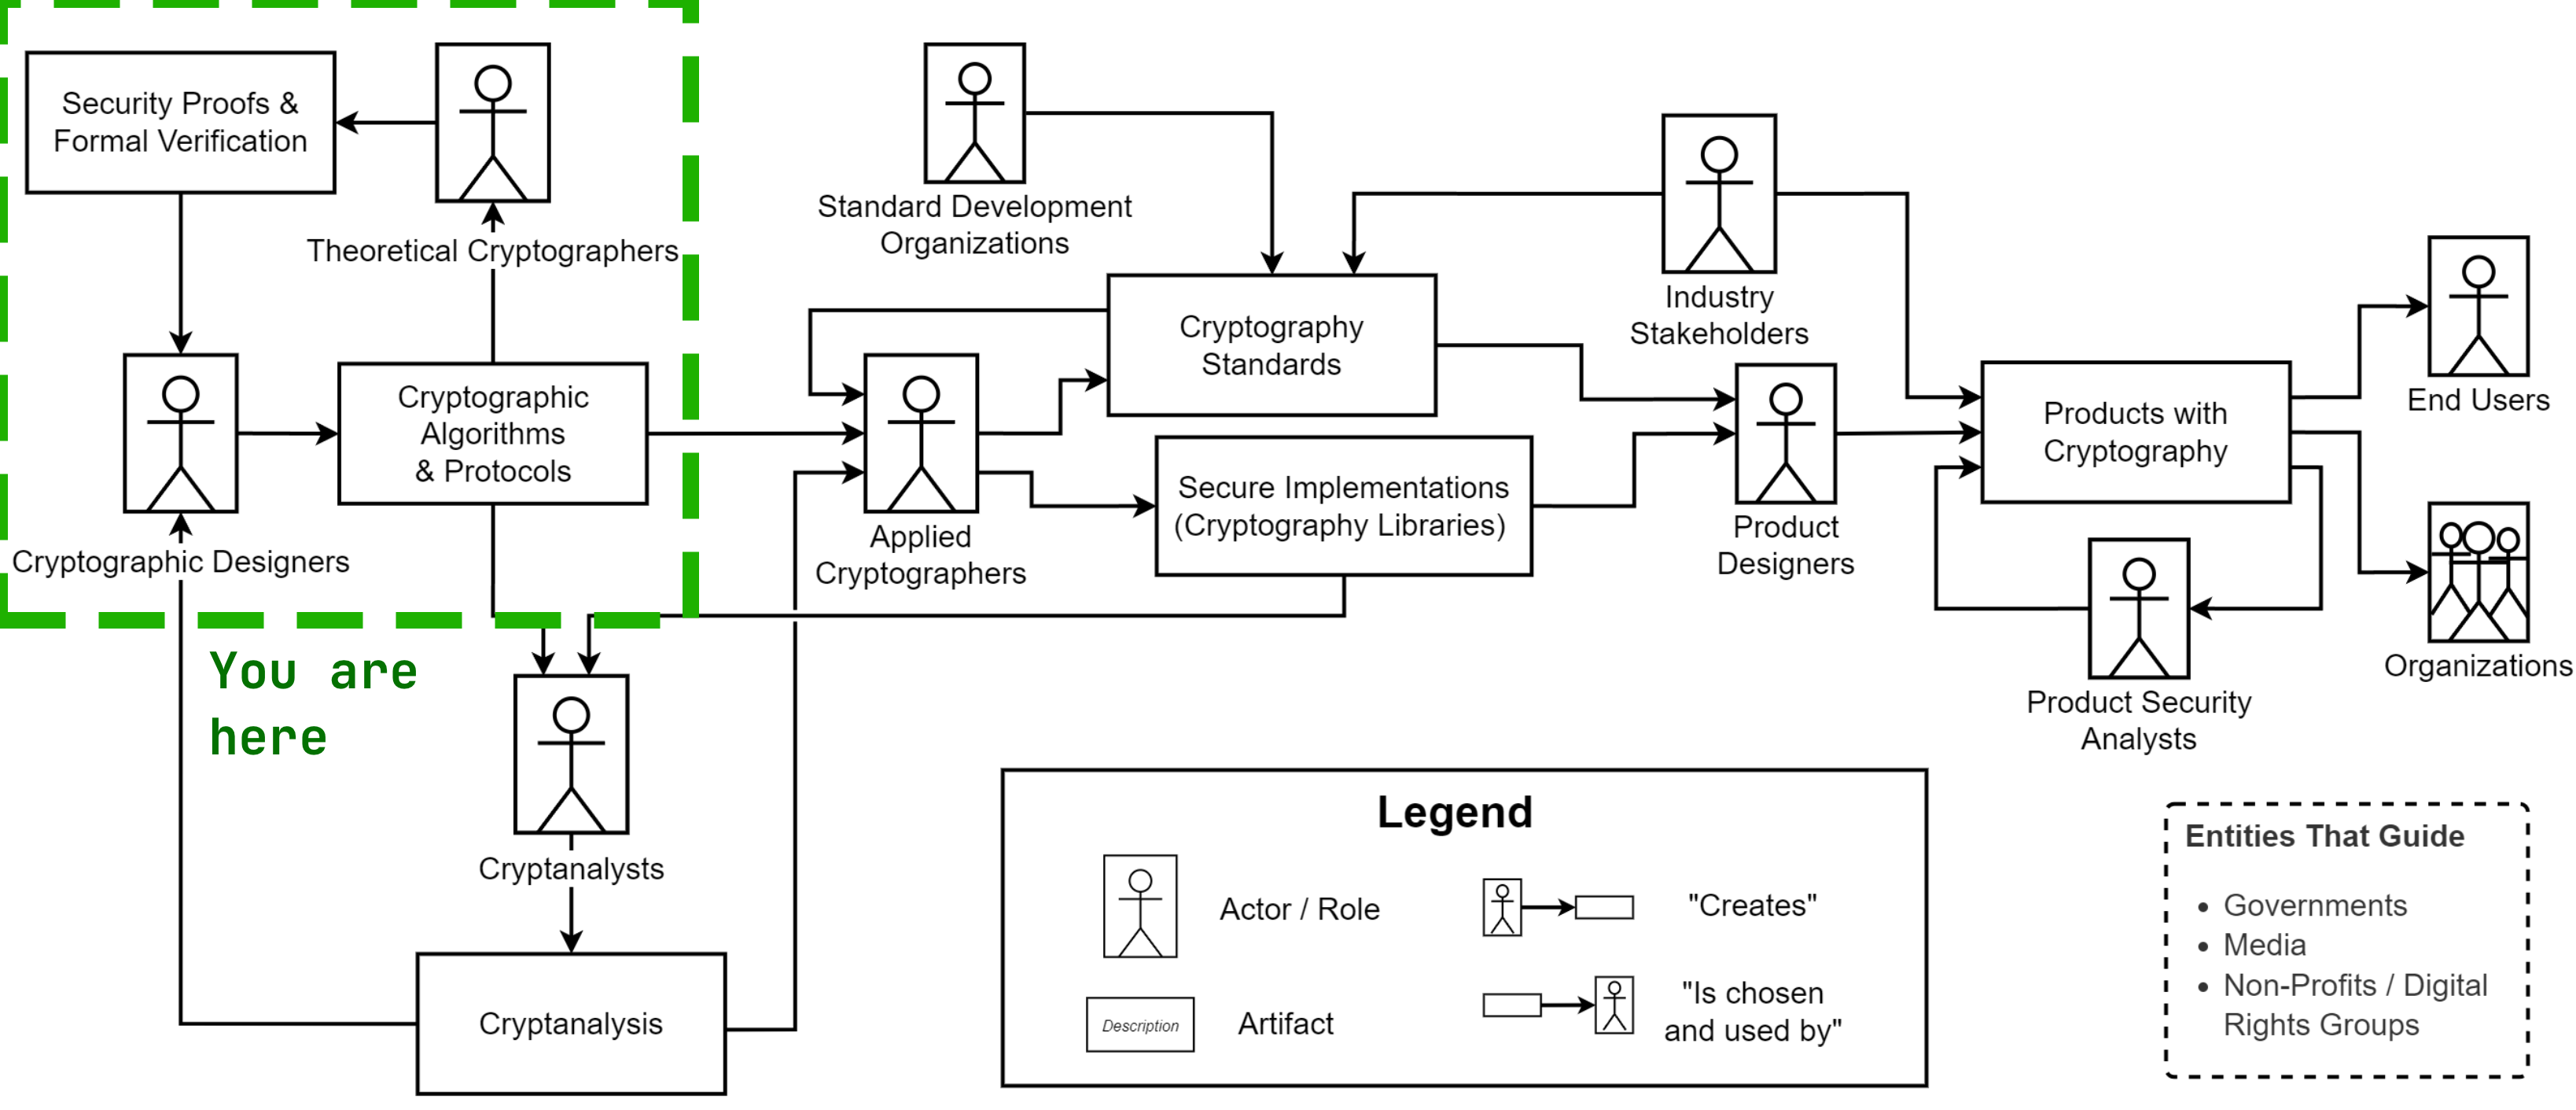 Security Proofs &
Formal Verification
Theoretical Cryptographers
Cryptographic Designers
Cryptographic
Algorithms
& Protocols
You are
here
Cryptanalysts
Cryptanalysis
Standard Development
Organizations
Applied
Cryptographers
Cryptography
Standards
Secure Implementations
(Cryptography Libraries)
Industry
Stakeholders
Product
Designers
Products with
Cryptography
Product Security
Analysts
End Users
Organizations
Legend
Actor / Role
"Creates"
Description
Artifact
"Is chosen
and used by"
Entities That Guide
• Governments
• Media
• Non-Profits / Digital
Rights Groups